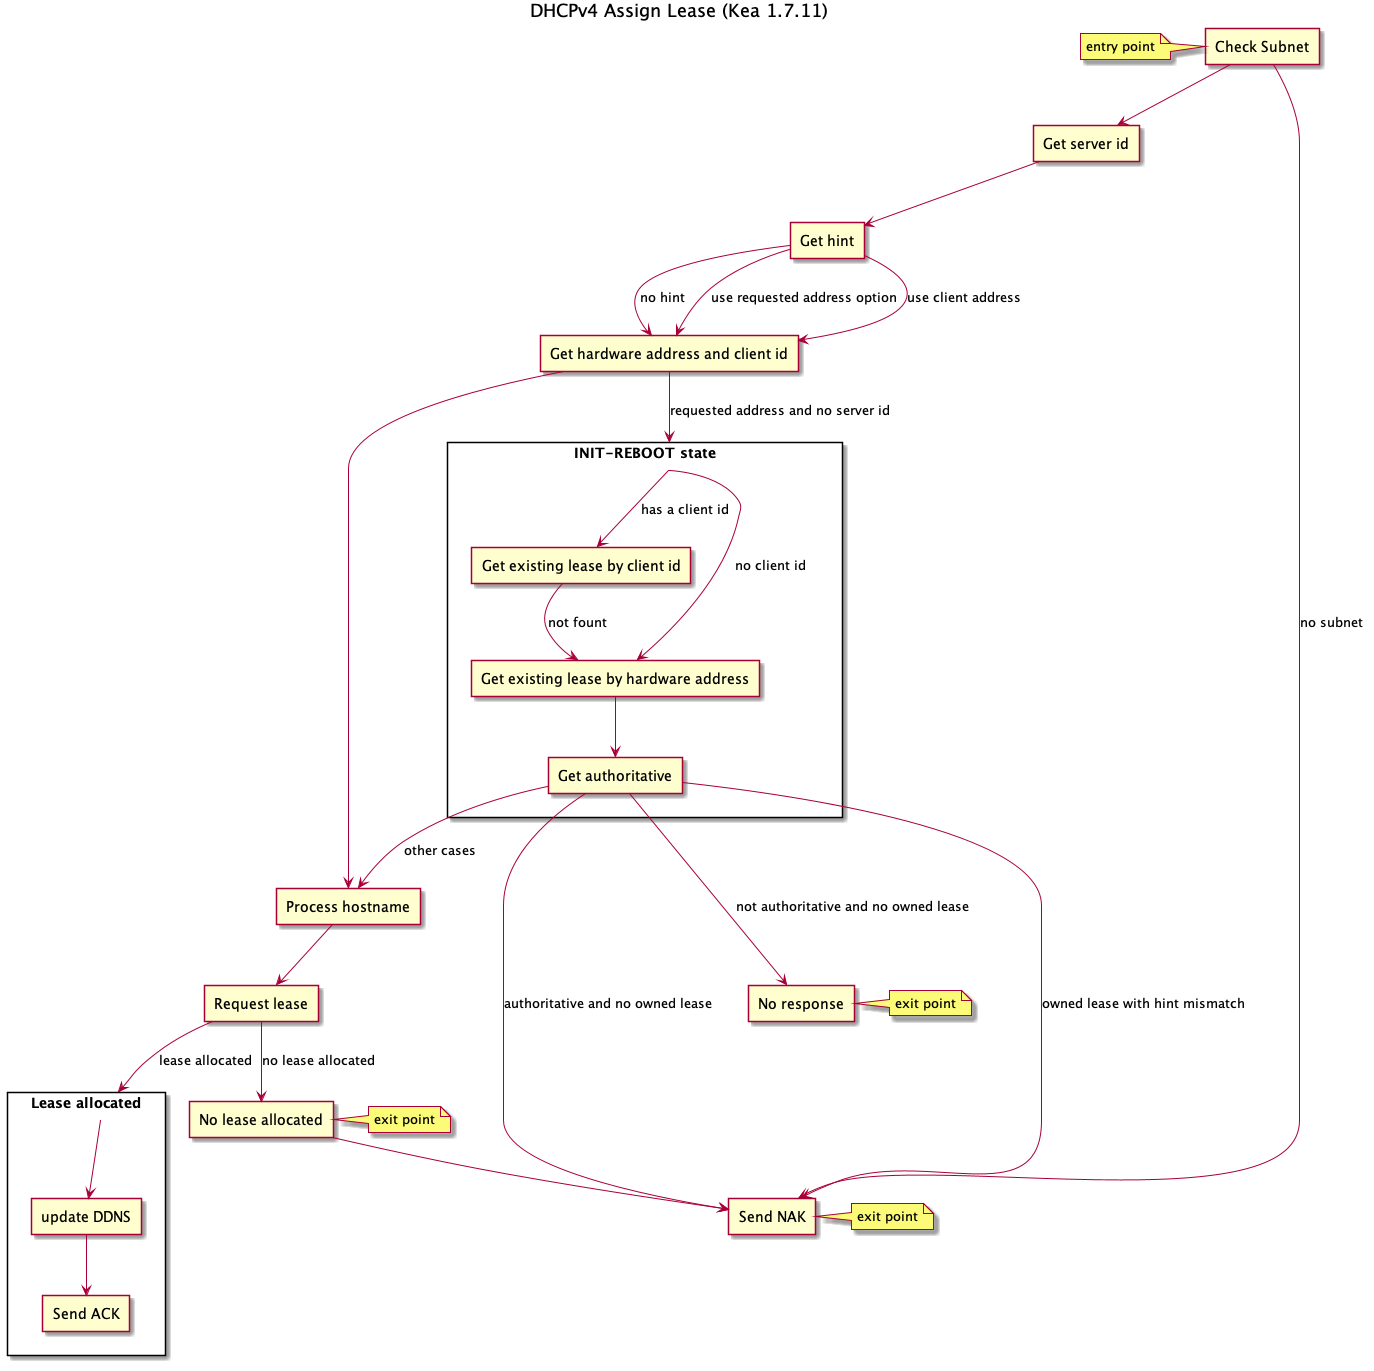 DHCPv4 Assign Lease (Kea 1.7.11)
entry point
Check Subnet
Get server id
Get hint
no hint
use requested address option
use client address
Get hardware address and client id
requested address and no server id
INIT-REBOOT state
has a client id
Get existing lease by client id
no client id
not fount
no subnet
Get existing lease by hardware address
Get authoritative
other cases
Process hostname
not authoritative and no owned lease
Request lease
authoritative and no owned lease
No response
exit point
owned lease with hint mismatch
lease allocated
no lease allocated
Lease allocated
No lease allocated
exit point
update DDNS
Send NAK
exit point
Send ACK